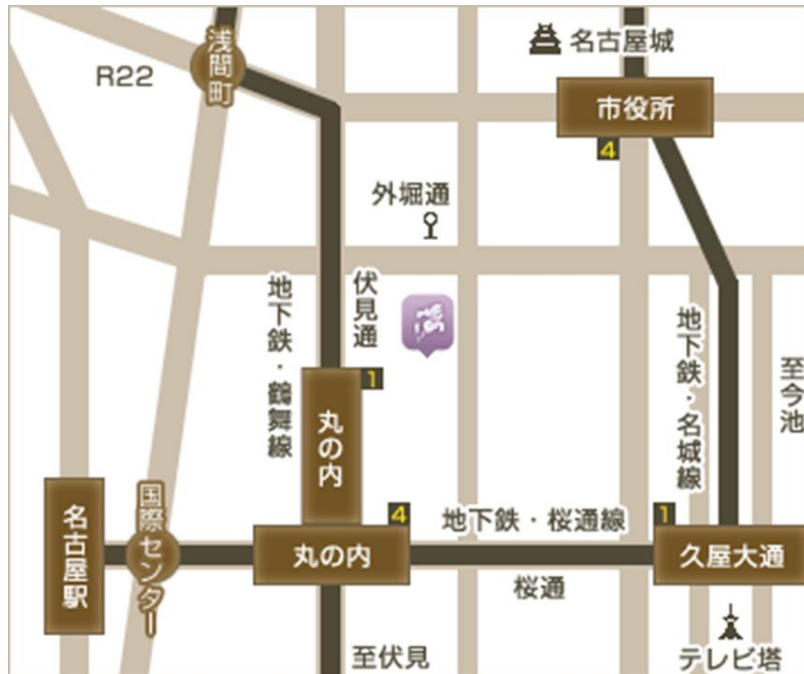 浅間町
名古屋城
R22
市役所
4
外堀通
地下鉄・鶴舞線
伏見通
地下鉄・名城線
至今池
1
丸の内
名古屋駅
国際センター
4
地下鉄・桜通線
1
丸の内
久屋大通
桜通
至伏見
テレビ塔